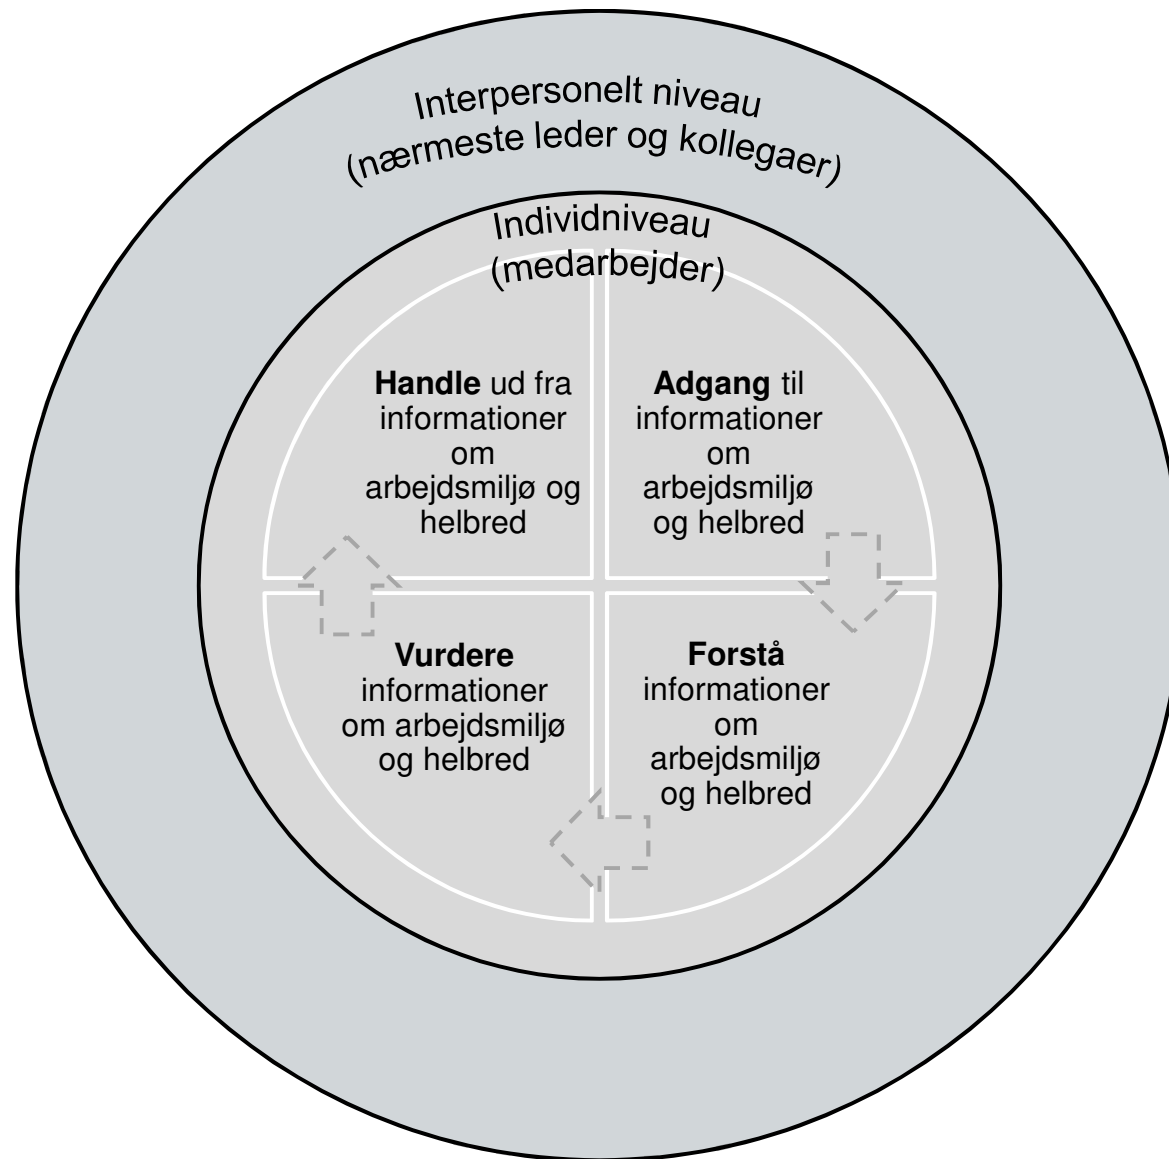 Interpersonelt niveau
(nærmeste leder og kollegaer)
Individniveau
(medarbejder)
Handle ud fra
informationer
om
arbejdsmiljø og
helbred
Adgang til
informationer
om
arbejdsmiljø
og helbred
Vurdere
informationer
om arbejdsmiljø
og helbred
Forstå
informationer
om
arbejdsmiljø
og helbred